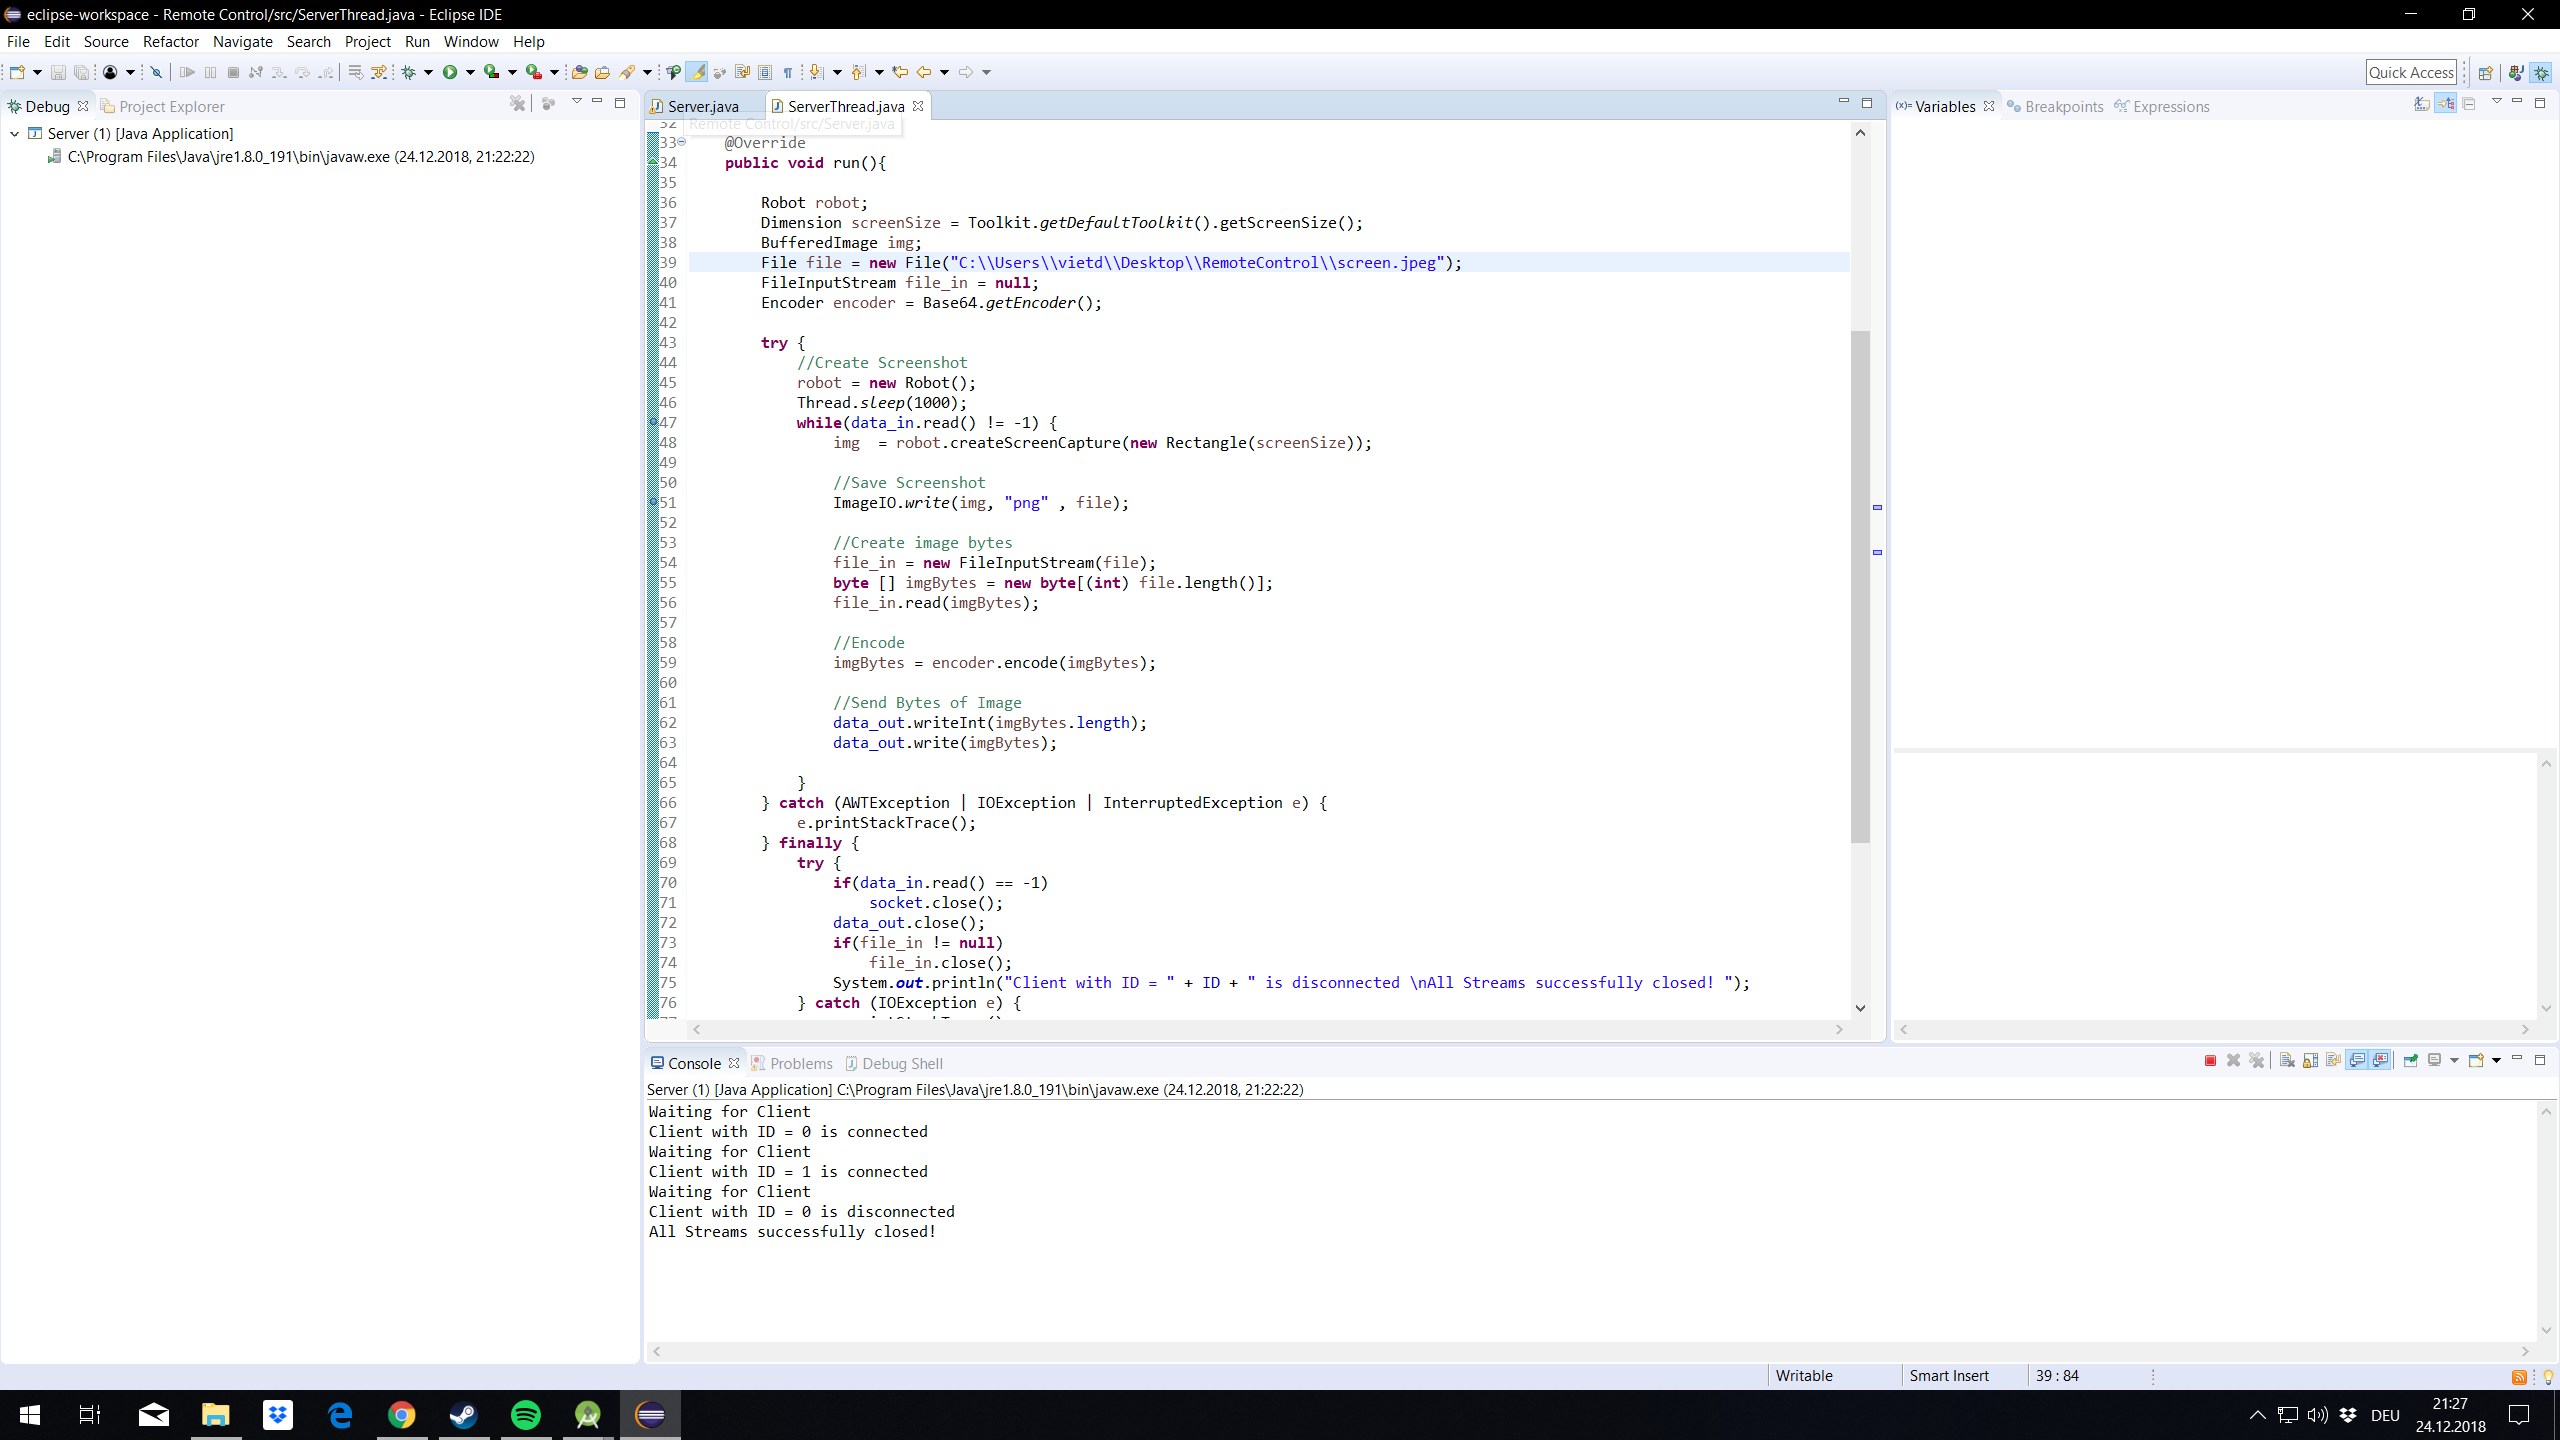 eclipse-workspace - Remote Control/src/ServerThread.java - Eclipse IDE
File Edit Source Refactor Navigate Search Project Run Window Help
Quick Access
Debug Project Explorer
Server (1) [Java Application]
C:\Program Files\Java\jre1.8.0_191\bin\javaw.exe (24.12.2018, 21:22:22)
Server.java ServerThread.java
Remote Control/src/Server.java
32
33 @Override
34 public void run(){
35
36 Robot robot;
37 Dimension screenSize = Toolkit.getDefaultToolkit().getScreenSize();
38 BufferedImage img;
39 File file = new File("C:\\Users\\vietd\\Desktop\\RemoteControl\\screen.jpeg");
40 FileInputStream file_in = null;
41 Encoder encoder = Base64.getEncoder();
42
43 try {
44 //Create Screenshot
45 robot = new Robot();
46 Thread.sleep(1000);
47 while(data_in.read() != -1) {
48 img  = robot.createScreenCapture(new Rectangle(screenSize));
49
50 //Save Screenshot
51 ImageIO.write(img, "png" , file);
52
53 //Create image bytes
54 file_in = new FileInputStream(file);
55 byte [] imgBytes = new byte[(int) file.length()];
56 file_in.read(imgBytes);
57
58 //Encode
59 imgBytes = encoder.encode(imgBytes);
60
61 //Send Bytes of Image
62 data_out.writeInt(imgBytes.length);
63 data_out.write(imgBytes);
64
65 }
66 } catch (AWTException | IOException | InterruptedException e) {
67 e.printStackTrace();
68 } finally {
69 try {
70 if(data_in.read() == -1)
71 socket.close();
72 data_out.close();
73 if(file_in != null)
74 file_in.close();
75 System.out.println("Client with ID = " + ID + " is disconnected \nAll Streams successfully closed! ");
76 } catch (IOException e) {
(x)= Variables Breakpoints Expressions
Console Problems Debug Shell
Server (1) [Java Application] C:\Program Files\Java\jre1.8.0_191\bin\javaw.exe (24.12.2018, 21:22:22)
Waiting for Client
Client with ID = 0 is connected
Waiting for Client
Client with ID = 1 is connected
Waiting for Client
Client with ID = 0 is disconnected
All Streams successfully closed!
Writable Smart Insert 39 : 84
DEU
21:27
24.12.2018